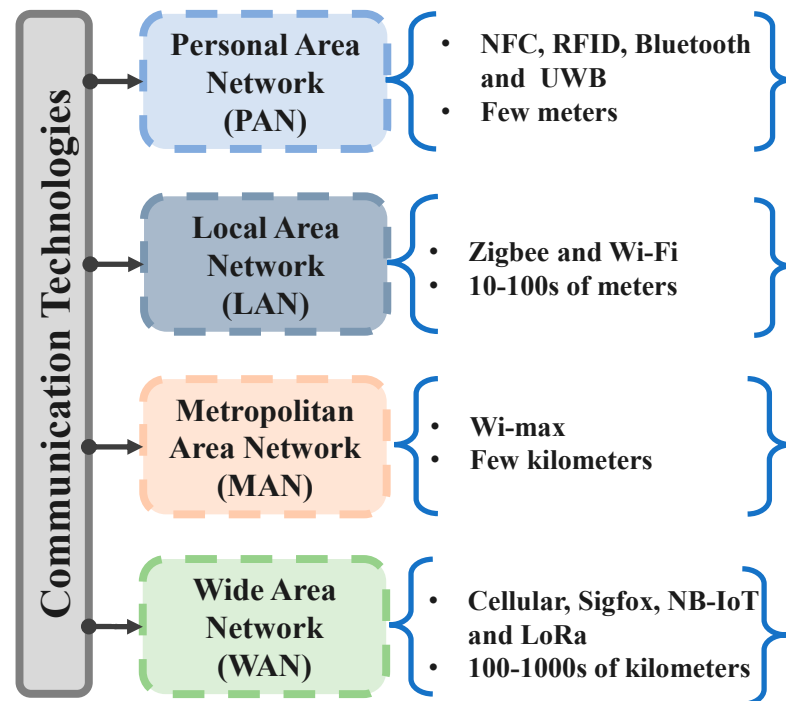 Communication Technologies
Personal Area
Network
(PAN)
• NFC, RFID, Bluetooth
and UWB
• Few meters
Local Area
Network
(LAN)
• Zigbee and Wi-Fi
• 10-100s of meters
Metropolitan
Area Network
(MAN)
• Wi-max
• Few kilometers
Wide Area
Network
(WAN)
• Cellular, Sigfox, NB-IoT
and LoRa
• 100-1000s of kilometers